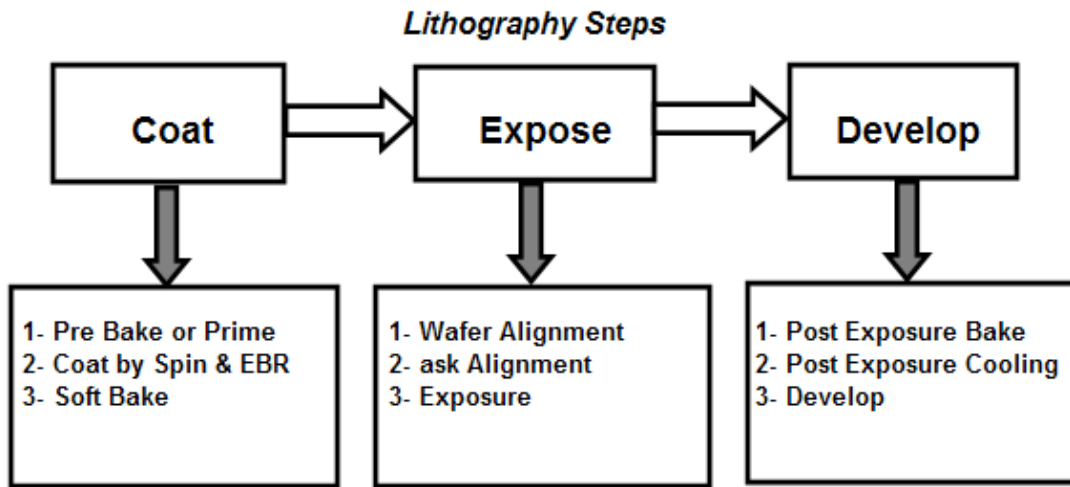 Lithography Steps
Coat
Expose
Develop
1- Pre Bake or Prime
2- Coat by Spin & EBR
3- Soft Bake
1- Wafer Alignment
2- ask Alignment
3- Exposure
1- Post Exposure Bake
2- Post Exposure Cooling
3- Develop